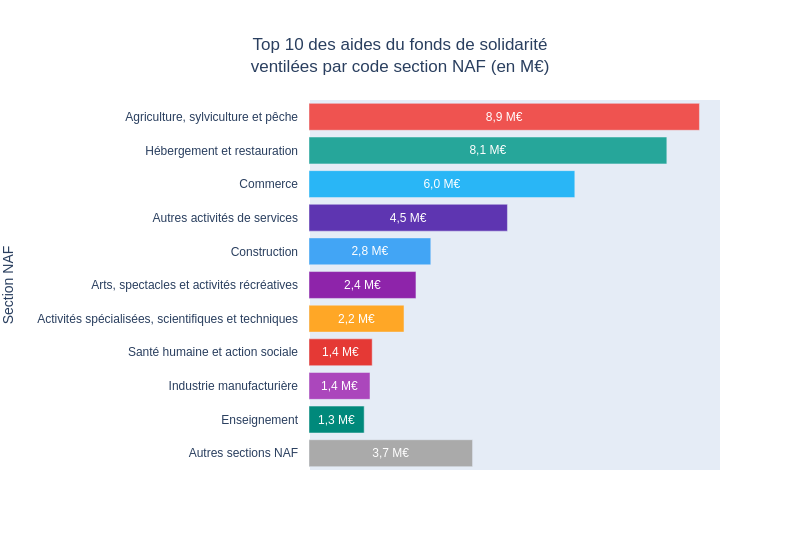 Top 10 des aides du fonds de solidarité
ventilées par code section NAF (en M€)
Section NAF
Agriculture, sylviculture et pêche 8,9 M€
Hébergement et restauration 8,1 M€
Commerce 6,0 M€
Autres activités de services 4,5 M€
Construction 2,8 M€
Arts, spectacles et activités récréatives 2,4 M€
Activités spécialisées, scientifiques et techniques 2,2 M€
Santé humaine et action sociale 1,4 M€
Industrie manufacturière 1,4 M€
Enseignement 1,3 M€
Autres sections NAF 3,7 M€